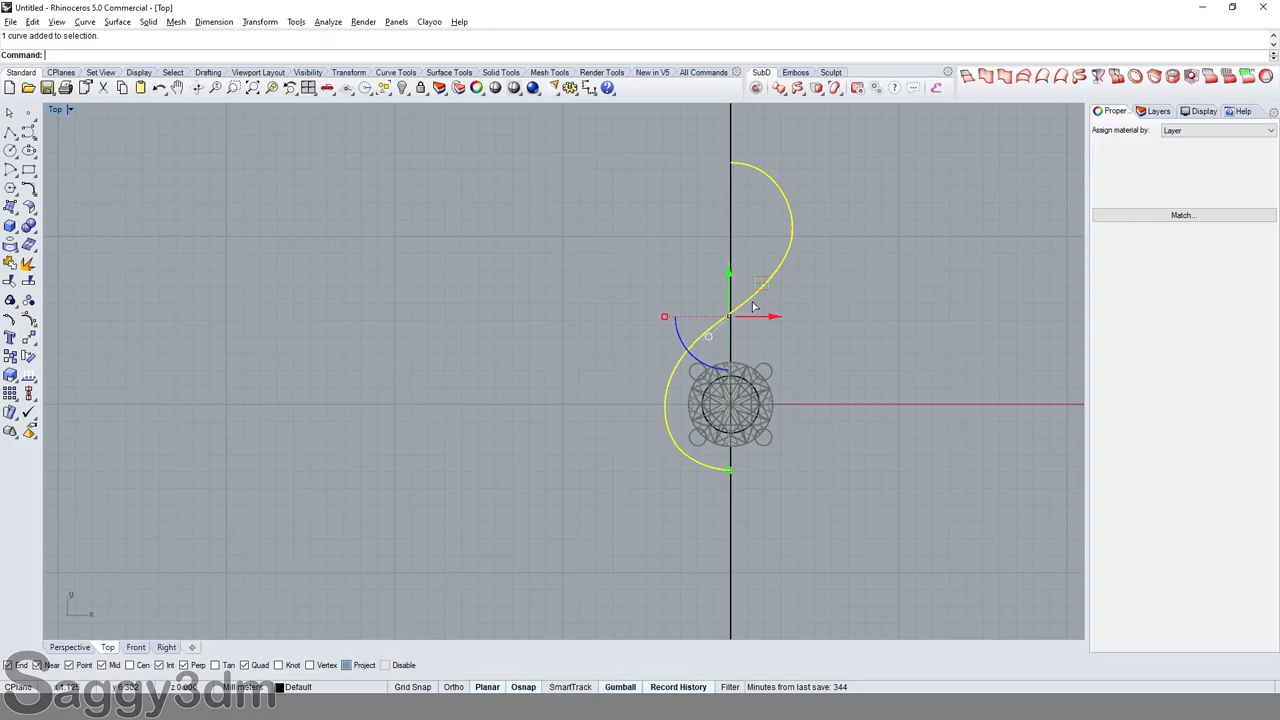 Untitled - Rhinoceros 5.0 Commercial - [Top]
File Edit View Curve Surface Solid Mesh Dimension Transform Tools Analyze Render Panels Clayoo Help
1 curve added to selection.
Command:
Standard CPlanes Set View Display Select Drafting Viewport Layout Visibility Transform Curve Tools Surface Tools Solid Tools Mesh Tools Render Tools New in V5 All Commands SubD Emboss Sculpt
Top
Proper... Layers Display Help
Assign material by: Layer
Match...
y
x
Perspective Top Front Right
End Near Point Mid Cen Int Perp Tan Quad Knot Vertex Project Disable
CPlane z 0.000 Millimeters Default Grid Snap Ortho Planar Osnap SmartTrack Gumball Record History Filter Minutes from last save: 344
Saggy3dm